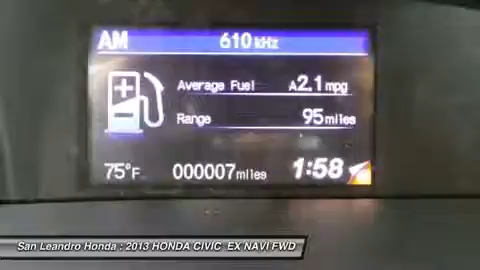 AM 610 kHz
Average Fuel A2.1 mpg
Range 95 miles
75°F 000007 miles 1:58
San Leandro Honda : 2013 HONDA CIVIC EX NAVI FWD